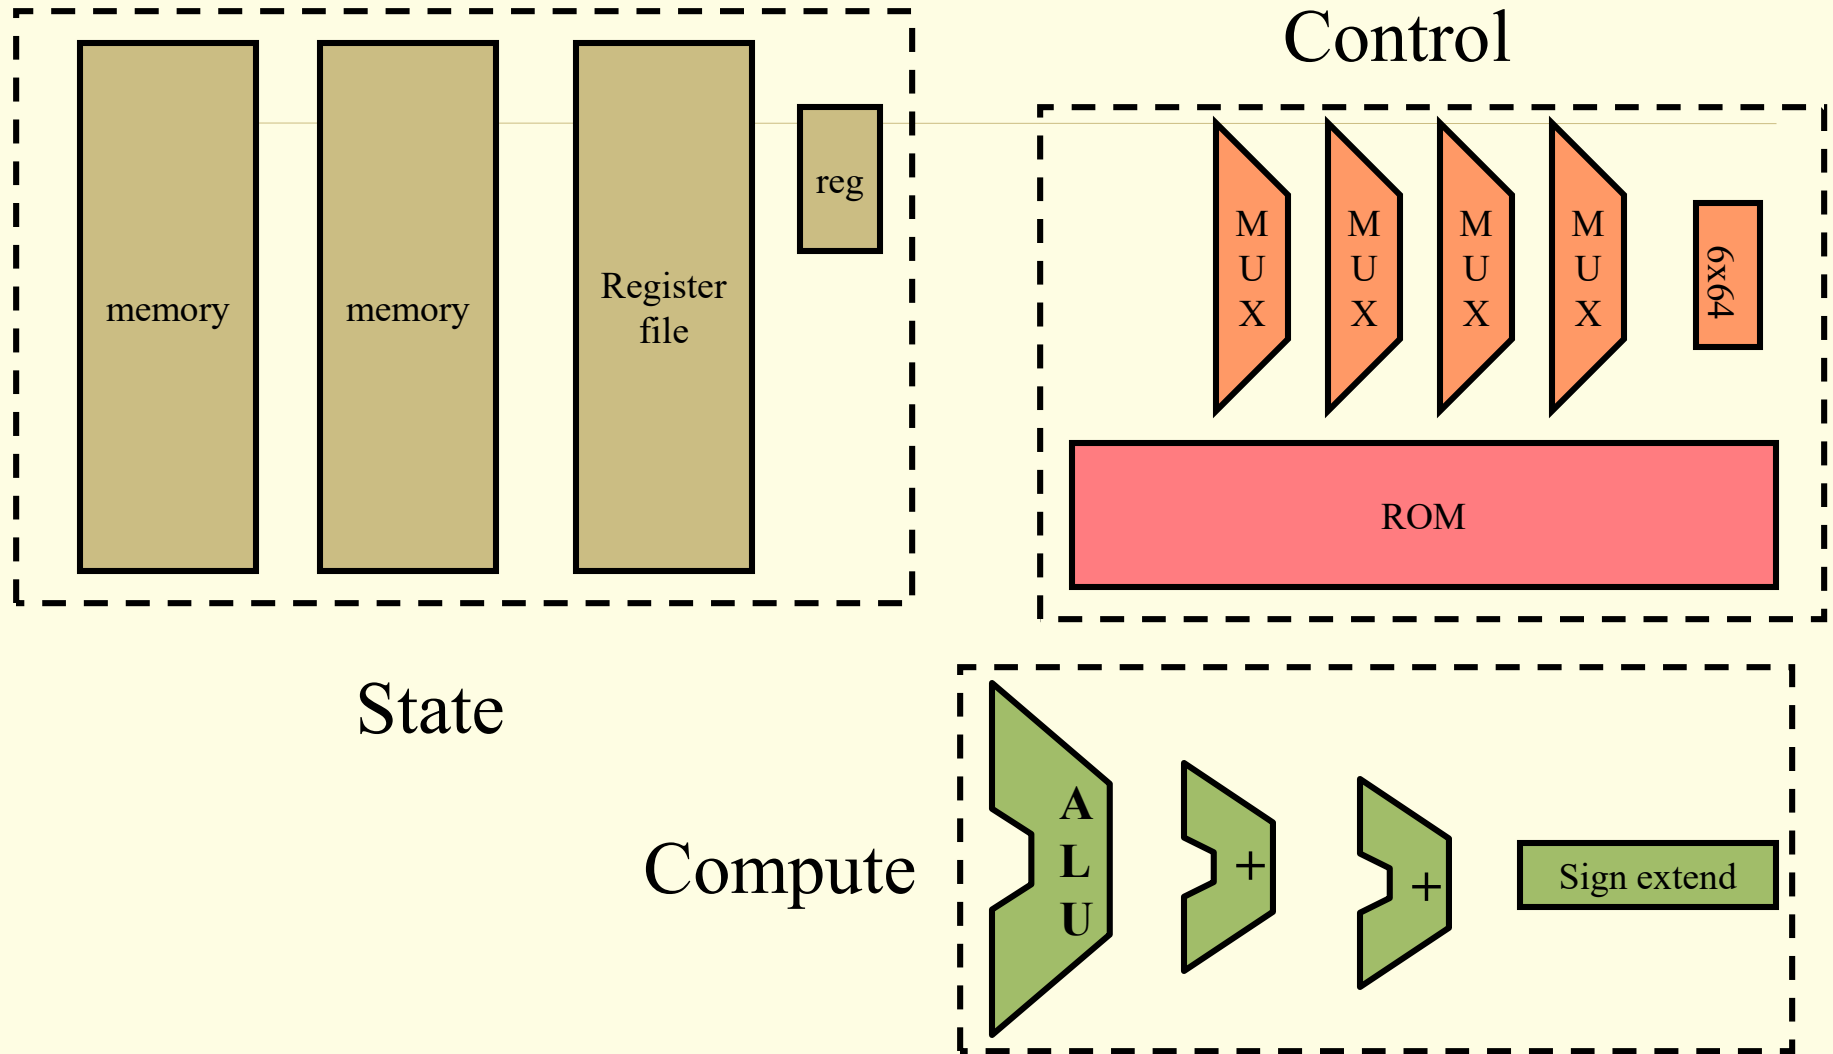 Control
memory
memory
Register
file
reg
M
U
X
M
U
X
M
U
X
M
U
X
6x64
ROM
State
Compute
A
L
U
+
+
Sign extend